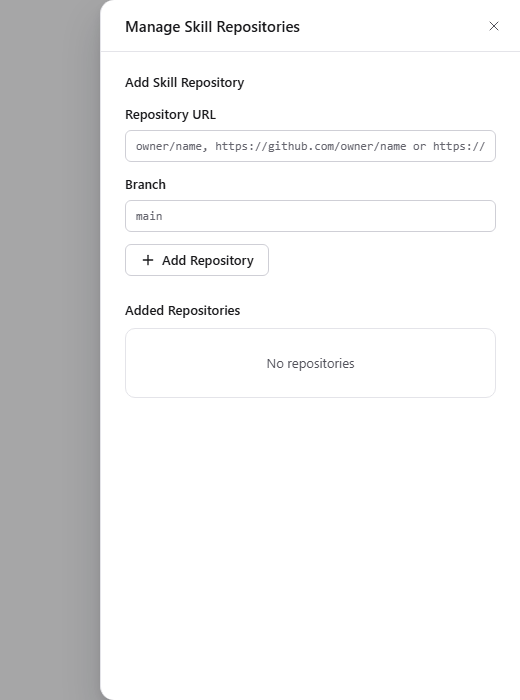 Manage Skill Repositories
Add Skill Repository
Repository URL
owner/name, https://github.com/owner/name or https://
Branch
main
Add Repository
Added Repositories
No repositories